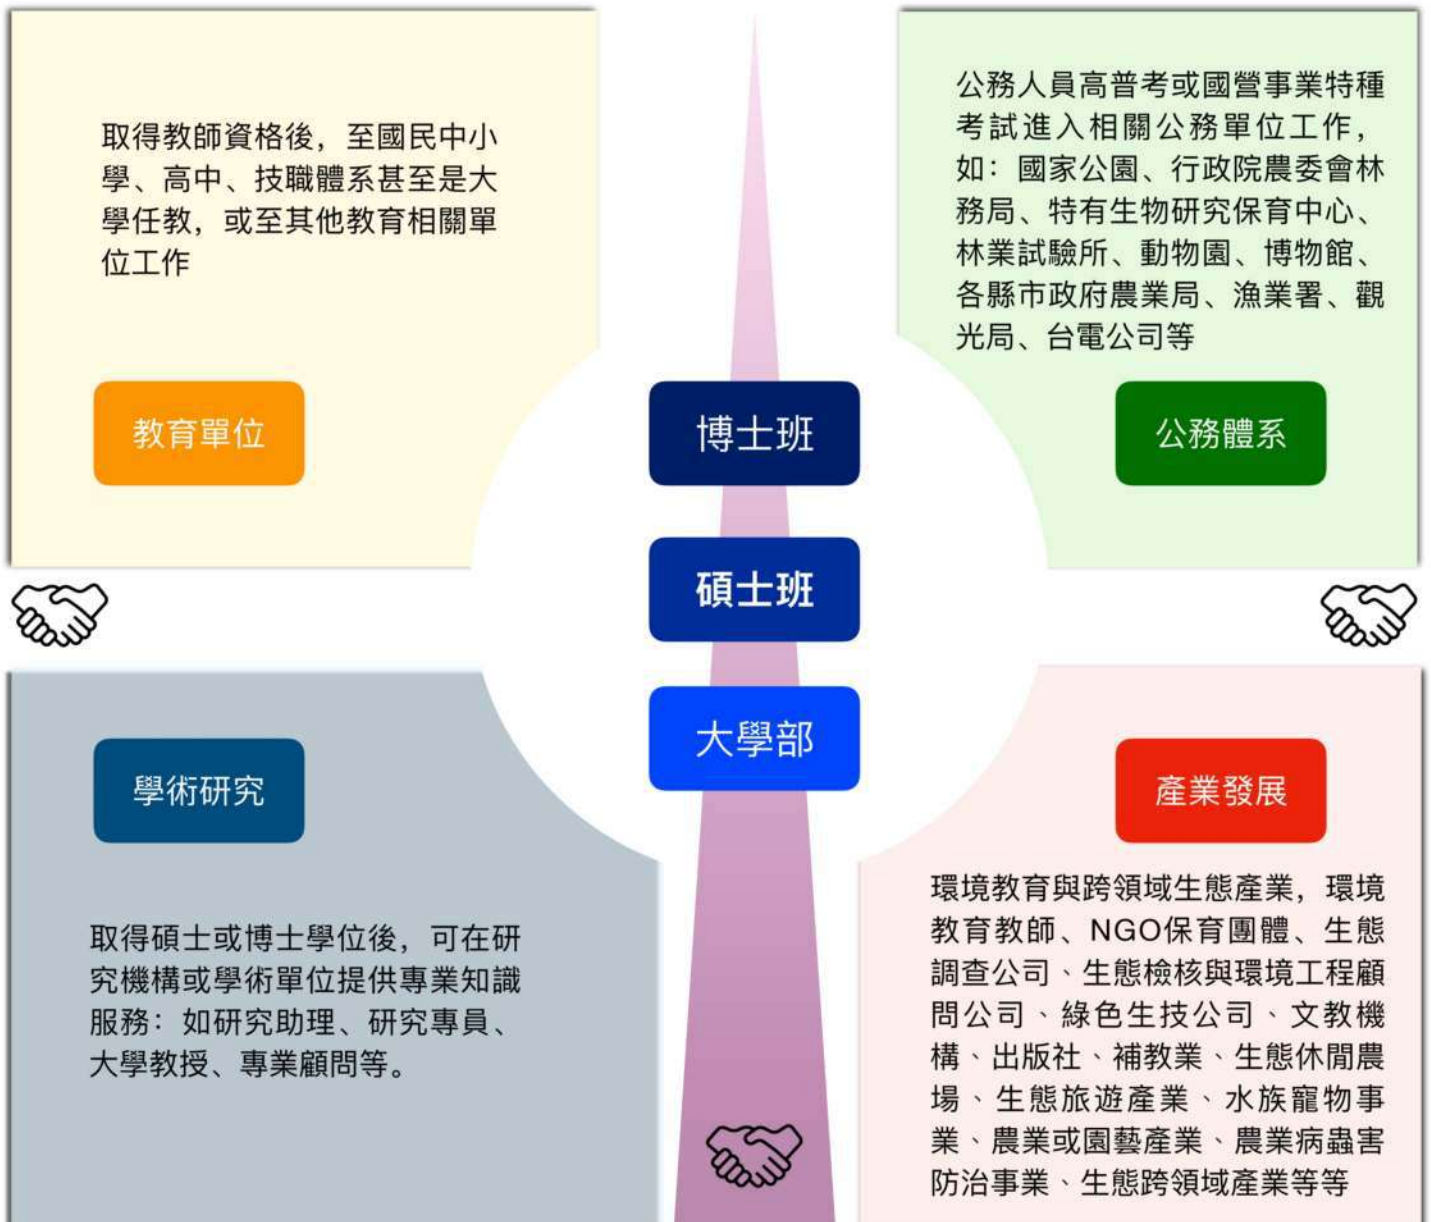 取得教師資格後，至國民中小
學、高中、技職體系甚至是大
學任教，或至其他教育相關單
位工作
教育單位
公務人員高普考或國營事業特種
考試進入相關公務單位工作，
如：國家公園、行政院農委會林
務局、特有生物研究保育中心、
林業試驗所、動物園、博物館、
各縣市政府農業局、漁業署、觀
光局、台電公司等
公務體系
博士班
碩士班
大學部
學術研究
取得碩士或博士學位後，可在研
究機構或學術單位提供專業知識
服務：如研究助理、研究專員、
大學教授、專業顧問等。
產業發展
環境教育與跨領域生態產業，環境
教育教師、NGO保育團體、生態
調查公司、生態檢核與環境工程顧
問公司、綠色生技公司、文教機
構、出版社、補教業、生態休閒農
場、生態旅遊產業、水族寵物事
業、農業或園藝產業、農業病蟲害
防治事業、生態跨領域產業等等